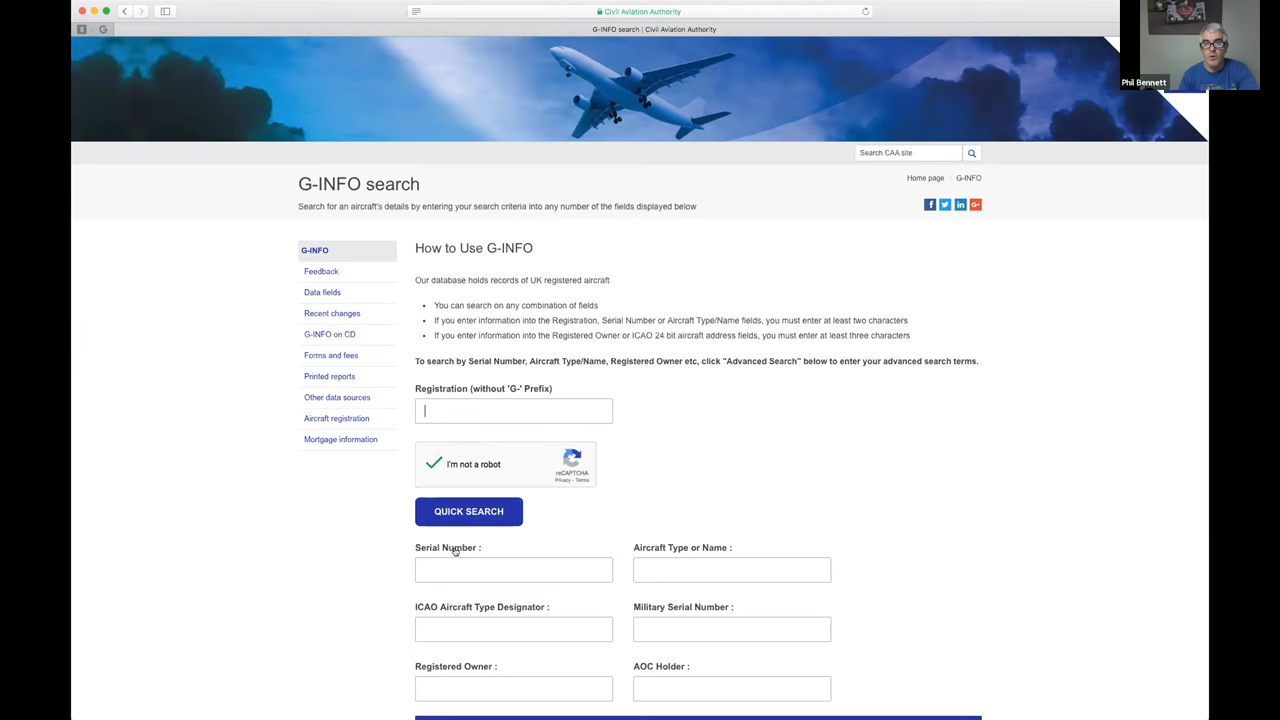 Civil Aviation Authority
G-INFO search | Civil Aviation Authority
Phil Bennett
Search CAA site
G-INFO search
Home page / G-INFO
Search for an aircraft's details by entering your search criteria into any number of the fields displayed below
G-INFO
Feedback
Data fields
Recent changes
G-INFO on CD
Forms and fees
Printed reports
Other data sources
Aircraft registration
Mortgage information
How to Use G-INFO
Our database holds records of UK registered aircraft
• You can search on any combination of fields
• If you enter information into the Registration, Serial Number or Aircraft Type/Name fields, you must enter at least two characters
• If you enter information into the Registered Owner or ICAO 24 bit aircraft address fields, you must enter at least three characters
To search by Serial Number, Aircraft Type/Name, Registered Owner etc, click "Advanced Search" below to enter your advanced search terms.
Registration (without 'G-' Prefix)
I'm not a robot
reCAPTCHA
Privacy - Terms
QUICK SEARCH
Serial Number : Aircraft Type or Name :
ICAO Aircraft Type Designator : Military Serial Number :
Registered Owner : AOC Holder :